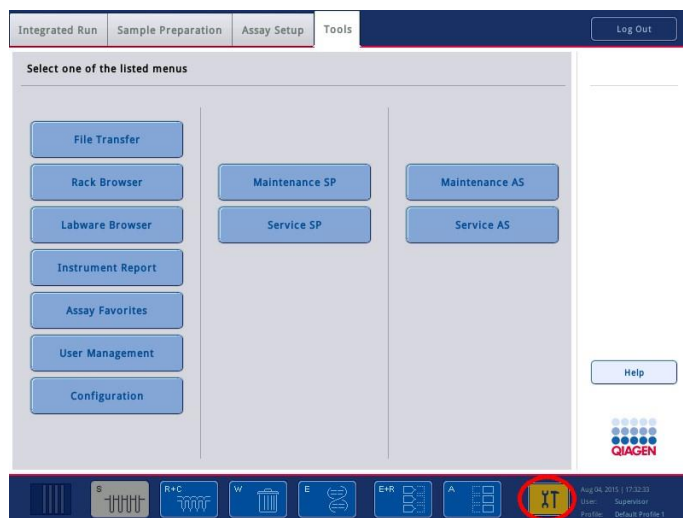 Integrated Run Sample Preparation Assay Setup Tools Log Out
Select one of the listed menus
File Transfer
Rack Browser Maintenance SP Maintenance AS
Labware Browser Service SP Service AS
Instrument Report
Assay Favorites
User Management
Configuration
Help
QIAGEN
S R+C W E E+R A
Aug 04, 2015 | 17:32:33
User: Supervisor
Profile: Default Profile 1